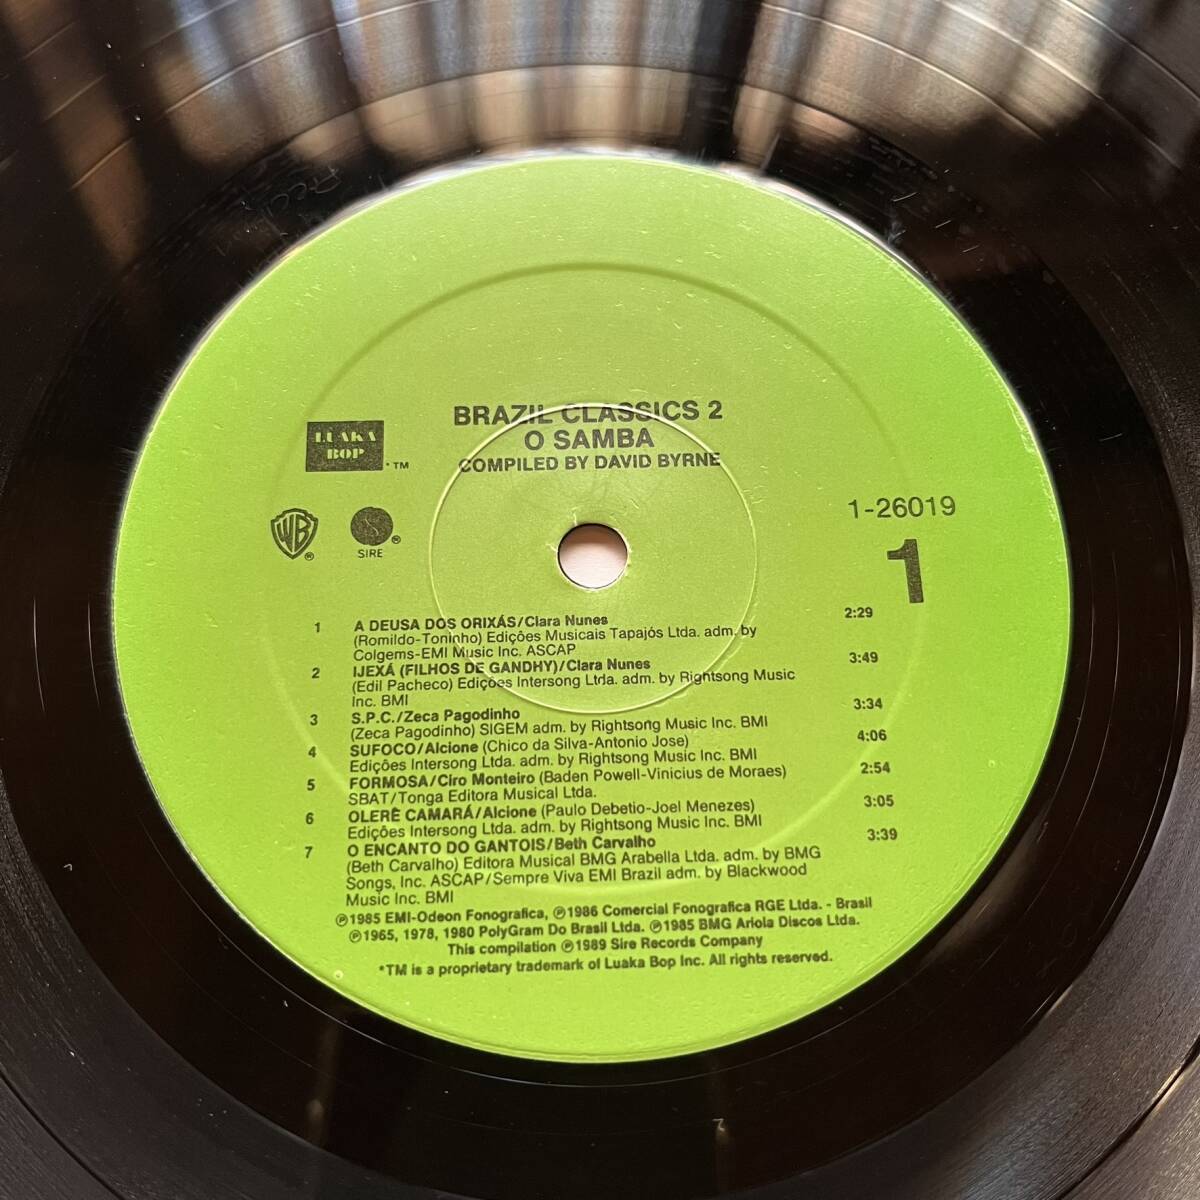 BRAZIL CLASSICS 2
O SAMBA
COMPILED BY DAVID BYRNE
LUAKA
BOP
*TM
WB
®
S
®
SIRE
1-26019
1
1 A DEUSA DOS ORIXÁS/Clara Nunes 2:29
(Romildo-Toninho) Edições Musicais Tapajós Ltda. adm. by
Colgems-EMI Music Inc. ASCAP
2 IJEXÁ (FILHOS DE GANDHY)/Clara Nunes 3:49
(Edil Pacheco) Edições Intersong Ltda. adm. by Rightsong Music
Inc. BMI
3 S.P.C./Zeca Pagodinho 3:34
(Zeca Pagodinho) SIGEM adm. by Rightsong Music Inc. BMI
4 SUFOCO/Alcione (Chico da Silva-Antonio Jose) 4:06
Edições Intersong Ltda. adm. by Rightsong Music Inc. BMI
5 FORMOSA/Ciro Monteiro (Baden Powell-Vinicius de Moraes) 2:54
SBAT/Tonga Editora Musical Ltda.
6 OLERÊ CAMARÁ/Alcione (Paulo Debetio-Joel Menezes) 3:05
Edições Intersong Ltda. adm. by Rightsong Music Inc. BMI
7 O ENCANTO DO GANTOIS/Beth Carvalho 3:39
(Beth Carvalho) Editora Musical BMG Arabella Ltda. adm. by BMG
Songs, Inc. ASCAP/Sempre Viva EMI Brazil adm. by Blackwood
Music Inc. BMI
℗1985 EMI-Odeon Fonografica, ℗1986 Comercial Fonografica RGE Ltda. - Brasil
℗1965, 1978, 1980 PolyGram Do Brasil Ltda. ℗1985 BMG Ariola Discos Ltda.
This compilation ℗1989 Sire Records Company
*TM is a proprietary trademark of Luaka Bop Inc. All rights reserved.